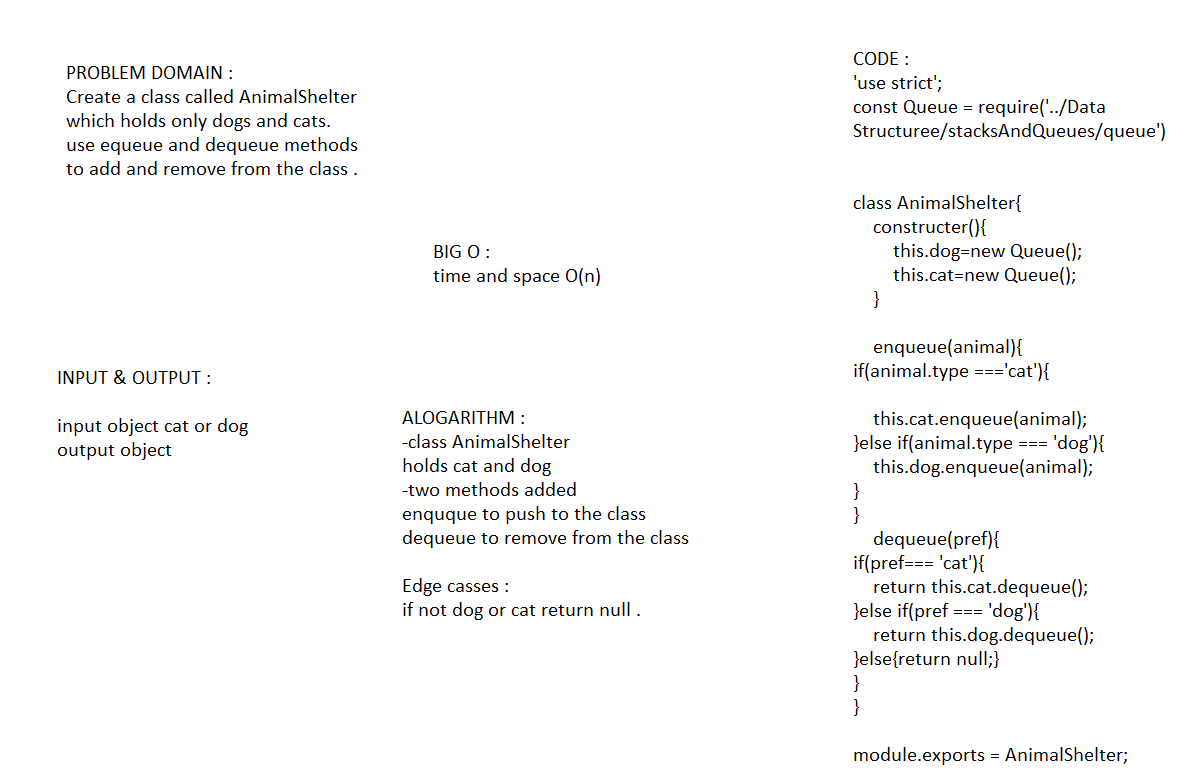 PROBLEM DOMAIN :
Create a class called AnimalShelter
which holds only dogs and cats.
use equeue and dequeue methods
to add and remove from the class .
BIG O :
time and space O(n)
INPUT & OUTPUT :
input object cat or dog
output object
ALOGARITHM :
-class AnimalShelter
holds cat and dog
-two methods added
enquque to push to the class
dequeue to remove from the class
Edge casses :
if not dog or cat return null .
CODE :
'use strict';
const Queue = require('../Data
Structuree/stacksAndQueues/queue')
class AnimalShelter{
constructer(){
this.dog=new Queue();
this.cat=new Queue();
}
enqueue(animal){
if(animal.type ==='cat'){
this.cat.enqueue(animal);
}else if(animal.type === 'dog'){
this.dog.enqueue(animal);
}
}
dequeue(pref){
if(pref=== 'cat'){
return this.cat.dequeue();
}else if(pref === 'dog'){
return this.dog.dequeue();
}else{return null;}
}
}
module.exports = AnimalShelter;